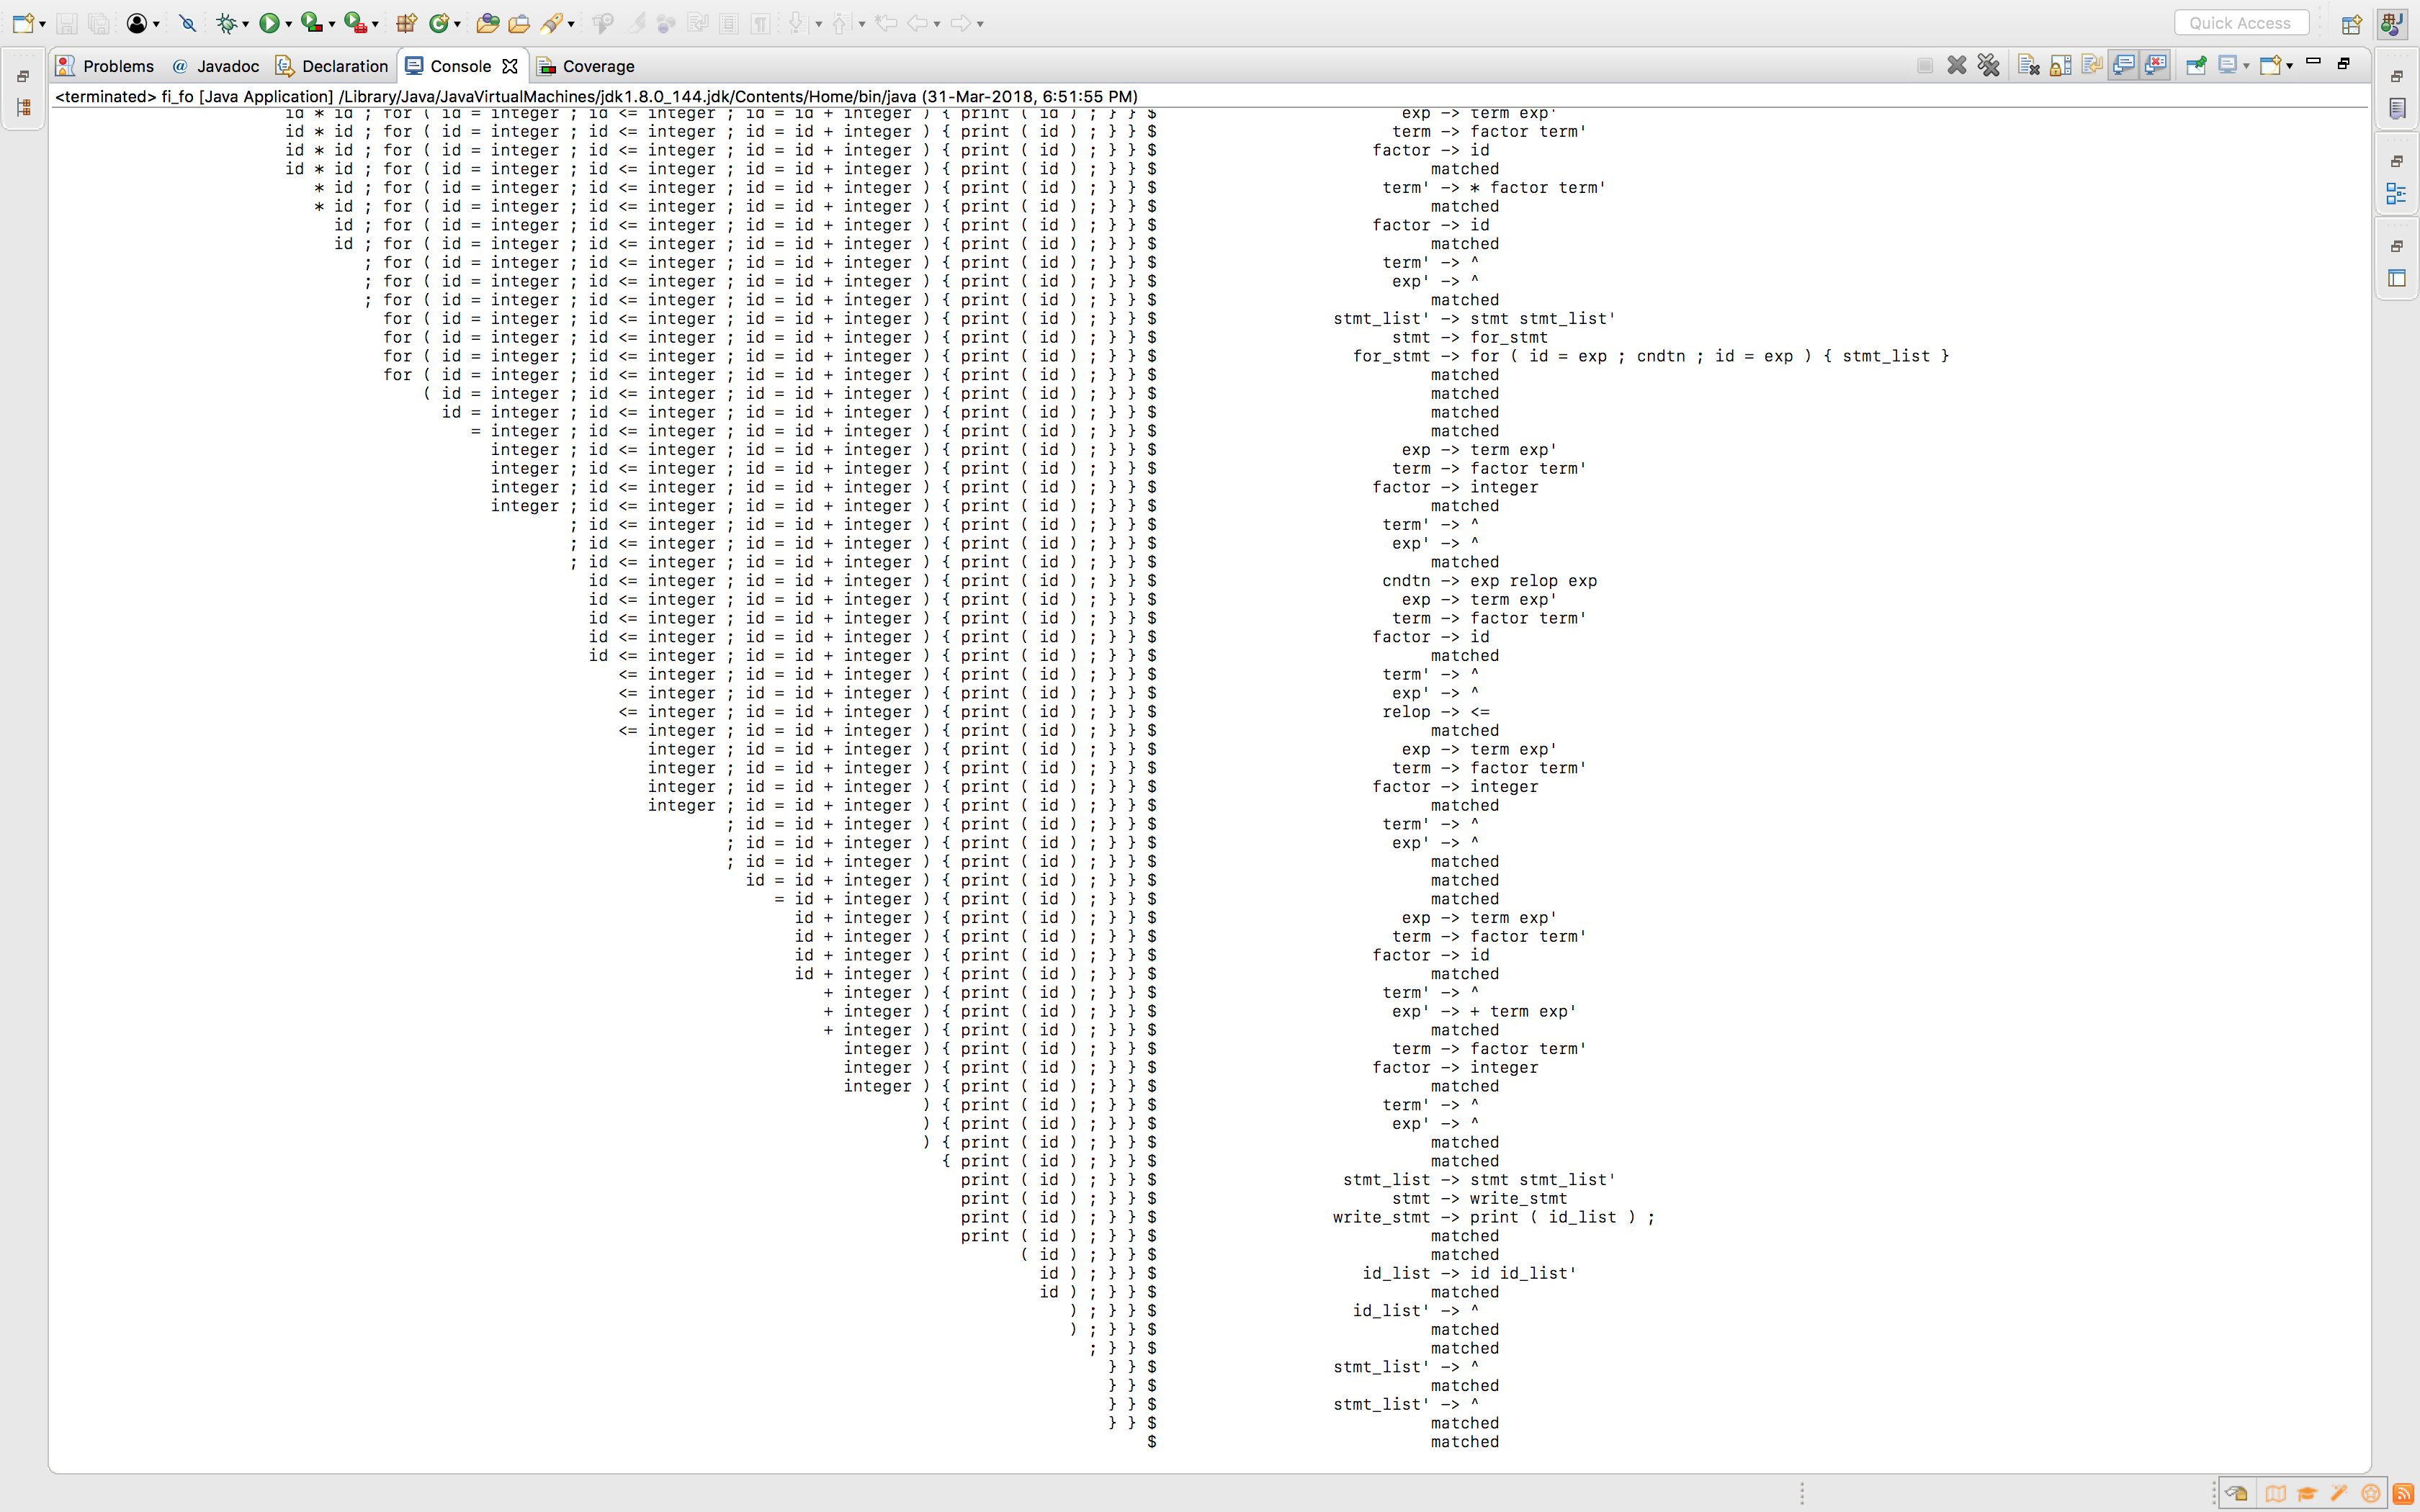 Quick Access
Problems @ Javadoc Declaration Console Coverage
<terminated> fi_fo [Java Application] /Library/Java/JavaVirtualMachines/jdk1.8.0_144.jdk/Contents/Home/bin/java (31-Mar-2018, 6:51:55 PM)
id * id ; for ( id = integer ; id <= integer ; id = id + integer ) { print ( id ) ; } } $ exp -> term exp'
id * id ; for ( id = integer ; id <= integer ; id = id + integer ) { print ( id ) ; } } $ term -> factor term'
id * id ; for ( id = integer ; id <= integer ; id = id + integer ) { print ( id ) ; } } $ factor -> id
id * id ; for ( id = integer ; id <= integer ; id = id + integer ) { print ( id ) ; } } $ matched
* id ; for ( id = integer ; id <= integer ; id = id + integer ) { print ( id ) ; } } $ term' -> * factor term'
* id ; for ( id = integer ; id <= integer ; id = id + integer ) { print ( id ) ; } } $ matched
id ; for ( id = integer ; id <= integer ; id = id + integer ) { print ( id ) ; } } $ factor -> id
id ; for ( id = integer ; id <= integer ; id = id + integer ) { print ( id ) ; } } $ matched
; for ( id = integer ; id <= integer ; id = id + integer ) { print ( id ) ; } } $ term' -> ^
; for ( id = integer ; id <= integer ; id = id + integer ) { print ( id ) ; } } $ exp' -> ^
; for ( id = integer ; id <= integer ; id = id + integer ) { print ( id ) ; } } $ matched
for ( id = integer ; id <= integer ; id = id + integer ) { print ( id ) ; } } $ stmt_list' -> stmt stmt_list'
for ( id = integer ; id <= integer ; id = id + integer ) { print ( id ) ; } } $ stmt -> for_stmt
for ( id = integer ; id <= integer ; id = id + integer ) { print ( id ) ; } } $ for_stmt -> for ( id = exp ; cndtn ; id = exp ) { stmt_list }
for ( id = integer ; id <= integer ; id = id + integer ) { print ( id ) ; } } $ matched
( id = integer ; id <= integer ; id = id + integer ) { print ( id ) ; } } $ matched
id = integer ; id <= integer ; id = id + integer ) { print ( id ) ; } } $ matched
= integer ; id <= integer ; id = id + integer ) { print ( id ) ; } } $ matched
integer ; id <= integer ; id = id + integer ) { print ( id ) ; } } $ exp -> term exp'
integer ; id <= integer ; id = id + integer ) { print ( id ) ; } } $ term -> factor term'
integer ; id <= integer ; id = id + integer ) { print ( id ) ; } } $ factor -> integer
integer ; id <= integer ; id = id + integer ) { print ( id ) ; } } $ matched
; id <= integer ; id = id + integer ) { print ( id ) ; } } $ term' -> ^
; id <= integer ; id = id + integer ) { print ( id ) ; } } $ exp' -> ^
; id <= integer ; id = id + integer ) { print ( id ) ; } } $ matched
id <= integer ; id = id + integer ) { print ( id ) ; } } $ cndtn -> exp relop exp
id <= integer ; id = id + integer ) { print ( id ) ; } } $ exp -> term exp'
id <= integer ; id = id + integer ) { print ( id ) ; } } $ term -> factor term'
id <= integer ; id = id + integer ) { print ( id ) ; } } $ factor -> id
id <= integer ; id = id + integer ) { print ( id ) ; } } $ matched
<= integer ; id = id + integer ) { print ( id ) ; } } $ term' -> ^
<= integer ; id = id + integer ) { print ( id ) ; } } $ exp' -> ^
<= integer ; id = id + integer ) { print ( id ) ; } } $ relop -> <=
<= integer ; id = id + integer ) { print ( id ) ; } } $ matched
integer ; id = id + integer ) { print ( id ) ; } } $ exp -> term exp'
integer ; id = id + integer ) { print ( id ) ; } } $ term -> factor term'
integer ; id = id + integer ) { print ( id ) ; } } $ factor -> integer
integer ; id = id + integer ) { print ( id ) ; } } $ matched
; id = id + integer ) { print ( id ) ; } } $ term' -> ^
; id = id + integer ) { print ( id ) ; } } $ exp' -> ^
; id = id + integer ) { print ( id ) ; } } $ matched
id = id + integer ) { print ( id ) ; } } $ matched
= id + integer ) { print ( id ) ; } } $ matched
id + integer ) { print ( id ) ; } } $ exp -> term exp'
id + integer ) { print ( id ) ; } } $ term -> factor term'
id + integer ) { print ( id ) ; } } $ factor -> id
id + integer ) { print ( id ) ; } } $ matched
+ integer ) { print ( id ) ; } } $ term' -> ^
+ integer ) { print ( id ) ; } } $ exp' -> + term exp'
+ integer ) { print ( id ) ; } } $ matched
integer ) { print ( id ) ; } } $ term -> factor term'
integer ) { print ( id ) ; } } $ factor -> integer
integer ) { print ( id ) ; } } $ matched
) { print ( id ) ; } } $ term' -> ^
) { print ( id ) ; } } $ exp' -> ^
) { print ( id ) ; } } $ matched
{ print ( id ) ; } } $ matched
print ( id ) ; } } $ stmt_list -> stmt stmt_list'
print ( id ) ; } } $ stmt -> write_stmt
print ( id ) ; } } $ write_stmt -> print ( id_list ) ;
print ( id ) ; } } $ matched
( id ) ; } } $ matched
id ) ; } } $ id_list -> id id_list'
id ) ; } } $ matched
) ; } } $ id_list' -> ^
) ; } } $ matched
; } } $ matched
} } $ stmt_list' -> ^
} } $ matched
} } $ stmt_list' -> ^
} } $ matched
$ matched